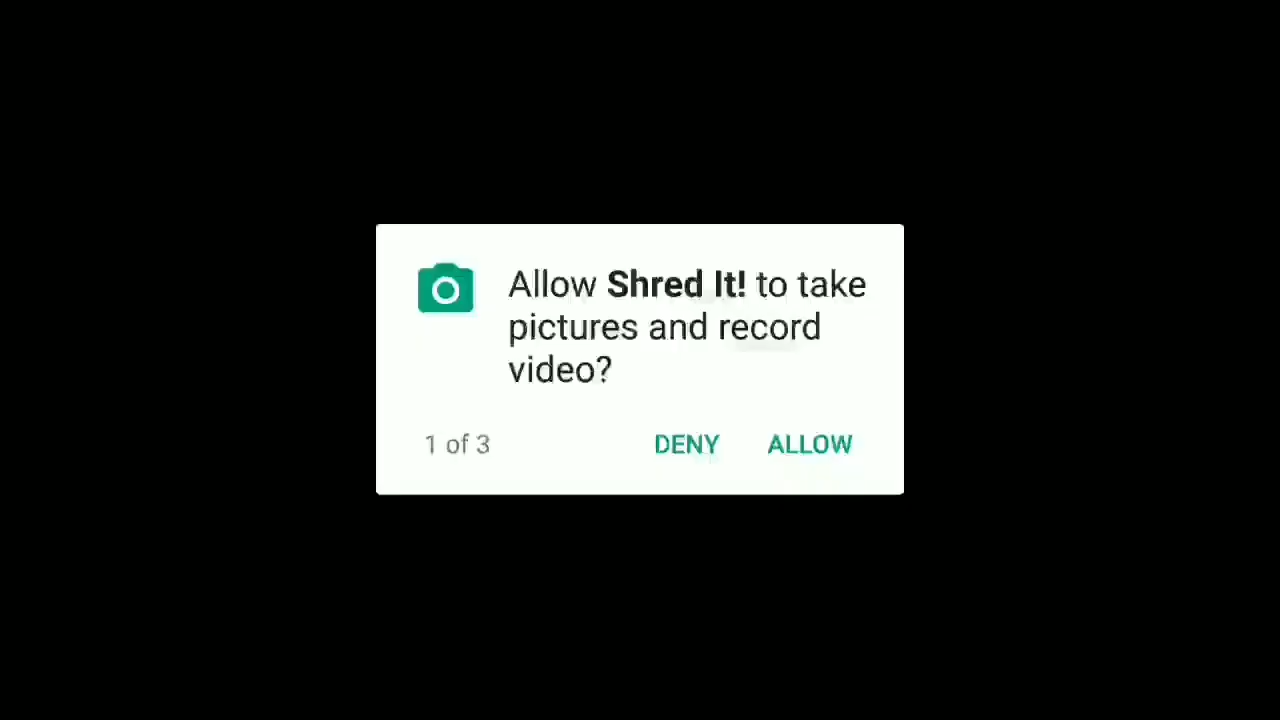 Allow Shred It! to take
pictures and record
video?
1 of 3 DENY ALLOW